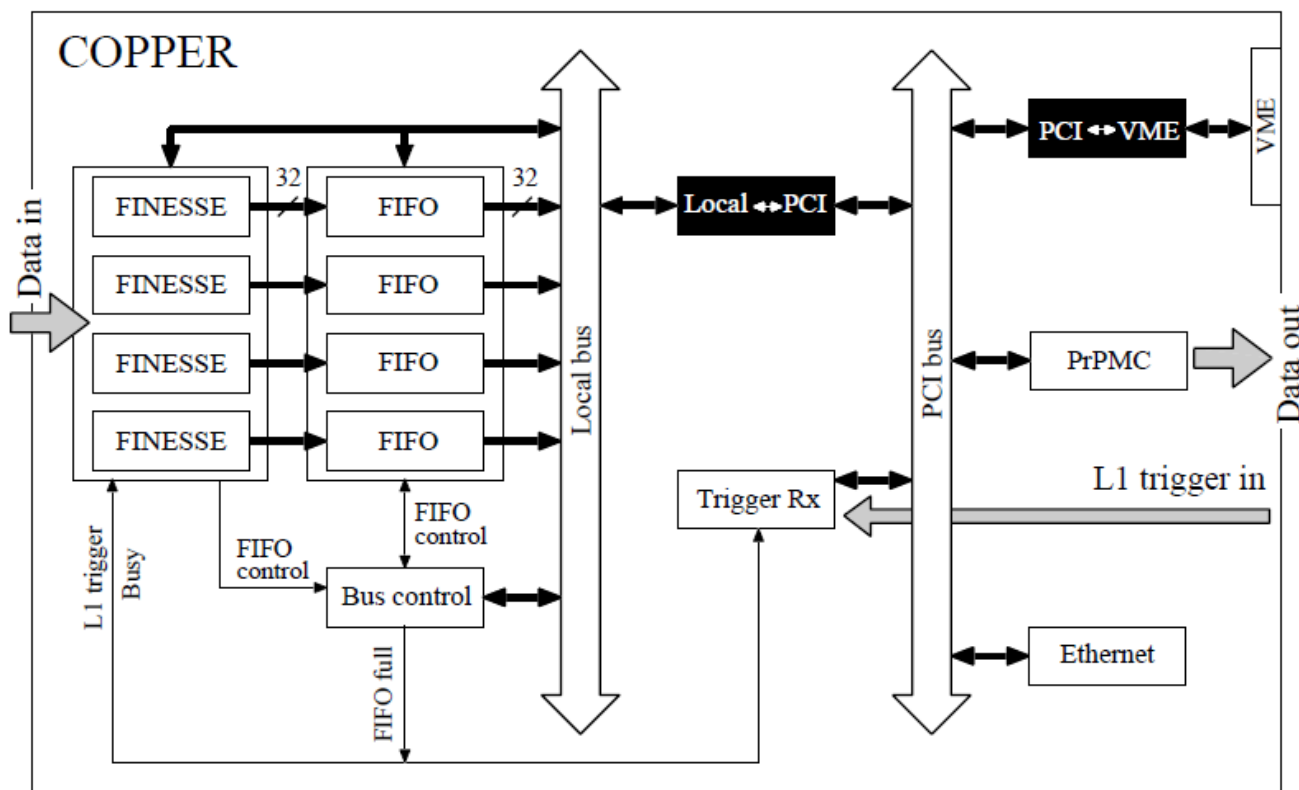 COPPER
Data in
32
32
FINESSE
FIFO
FINESSE
FIFO
FINESSE
FIFO
FINESSE
FIFO
Local bus
Local ↔ PCI
PCI bus
PCI ↔ VME
VME
PrPMC
Data out
L1 trigger in
Trigger Rx
L1 trigger
Busy
FIFO
control
FIFO
control
Bus control
FIFO full
Ethernet